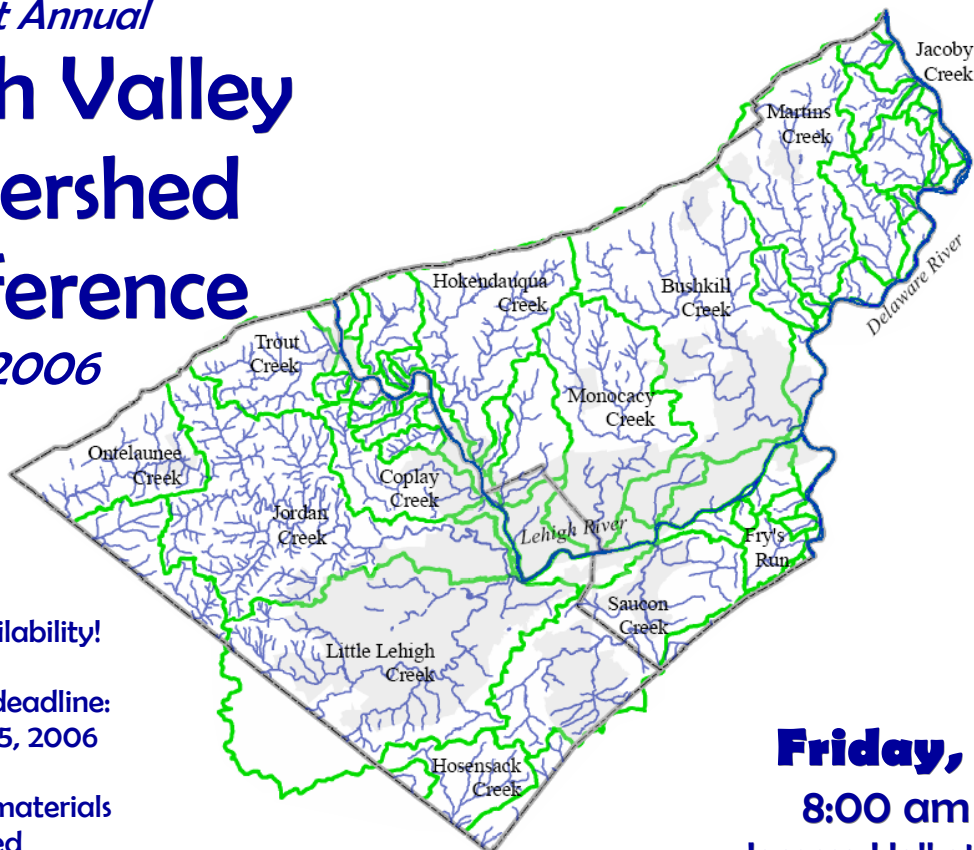 t Annual
h Valley
ershed
ference
2006
Jacoby
Creek
Martins
Creek
Delaware River
Hokendauqua
Creek
Bushkill
Creek
Trout
Creek
Monocacy
Creek
Ontelaunee
Creek
Coplay
Creek
Jordan
Creek
Lehigh River
Fry's
Run
Saucon
Creek
Little Lehigh
Creek
Hosensack
Creek
ilability!
deadline:
5, 2006
materials
ed
Friday,
8:00 am